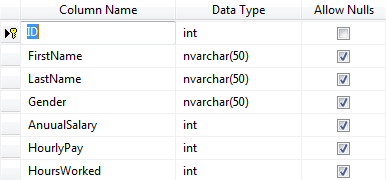 Column Name Data Type Allow Nulls
ID int
FirstName nvarchar(50)
LastName nvarchar(50)
Gender nvarchar(50)
AnuualSalary int
HourlyPay int
HoursWorked int